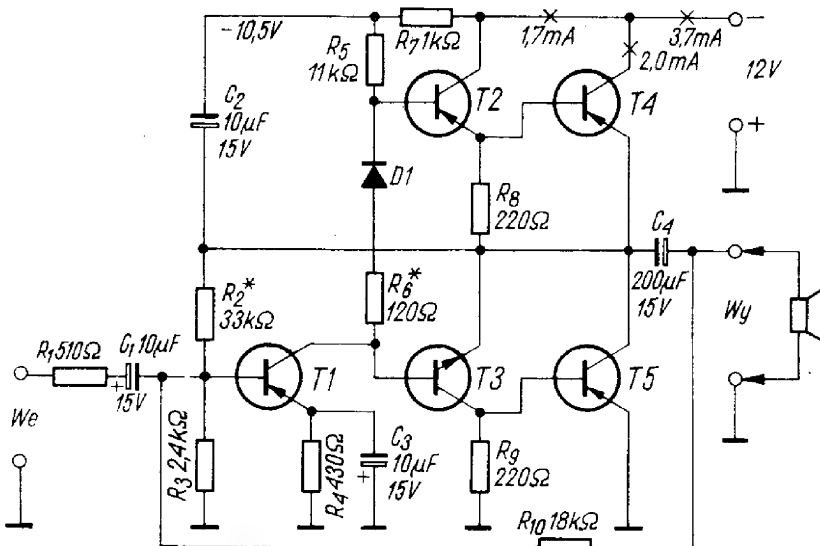 -10,5V
R7 1kΩ
1,7mA
3,7mA
2,0mA
12V
R5
11kΩ
C2
10μF
15V
T2
T4
+
D1
R8
220Ω
C4
200μF
15V
R2*
33kΩ
R6*
120Ω
Wy
R1 510Ω
C1 10μF
+
15V
T1
T3
T5
We
R3 2,4kΩ
R4 430Ω
C3
10μF
+
15V
R9
220Ω
R10 18kΩ